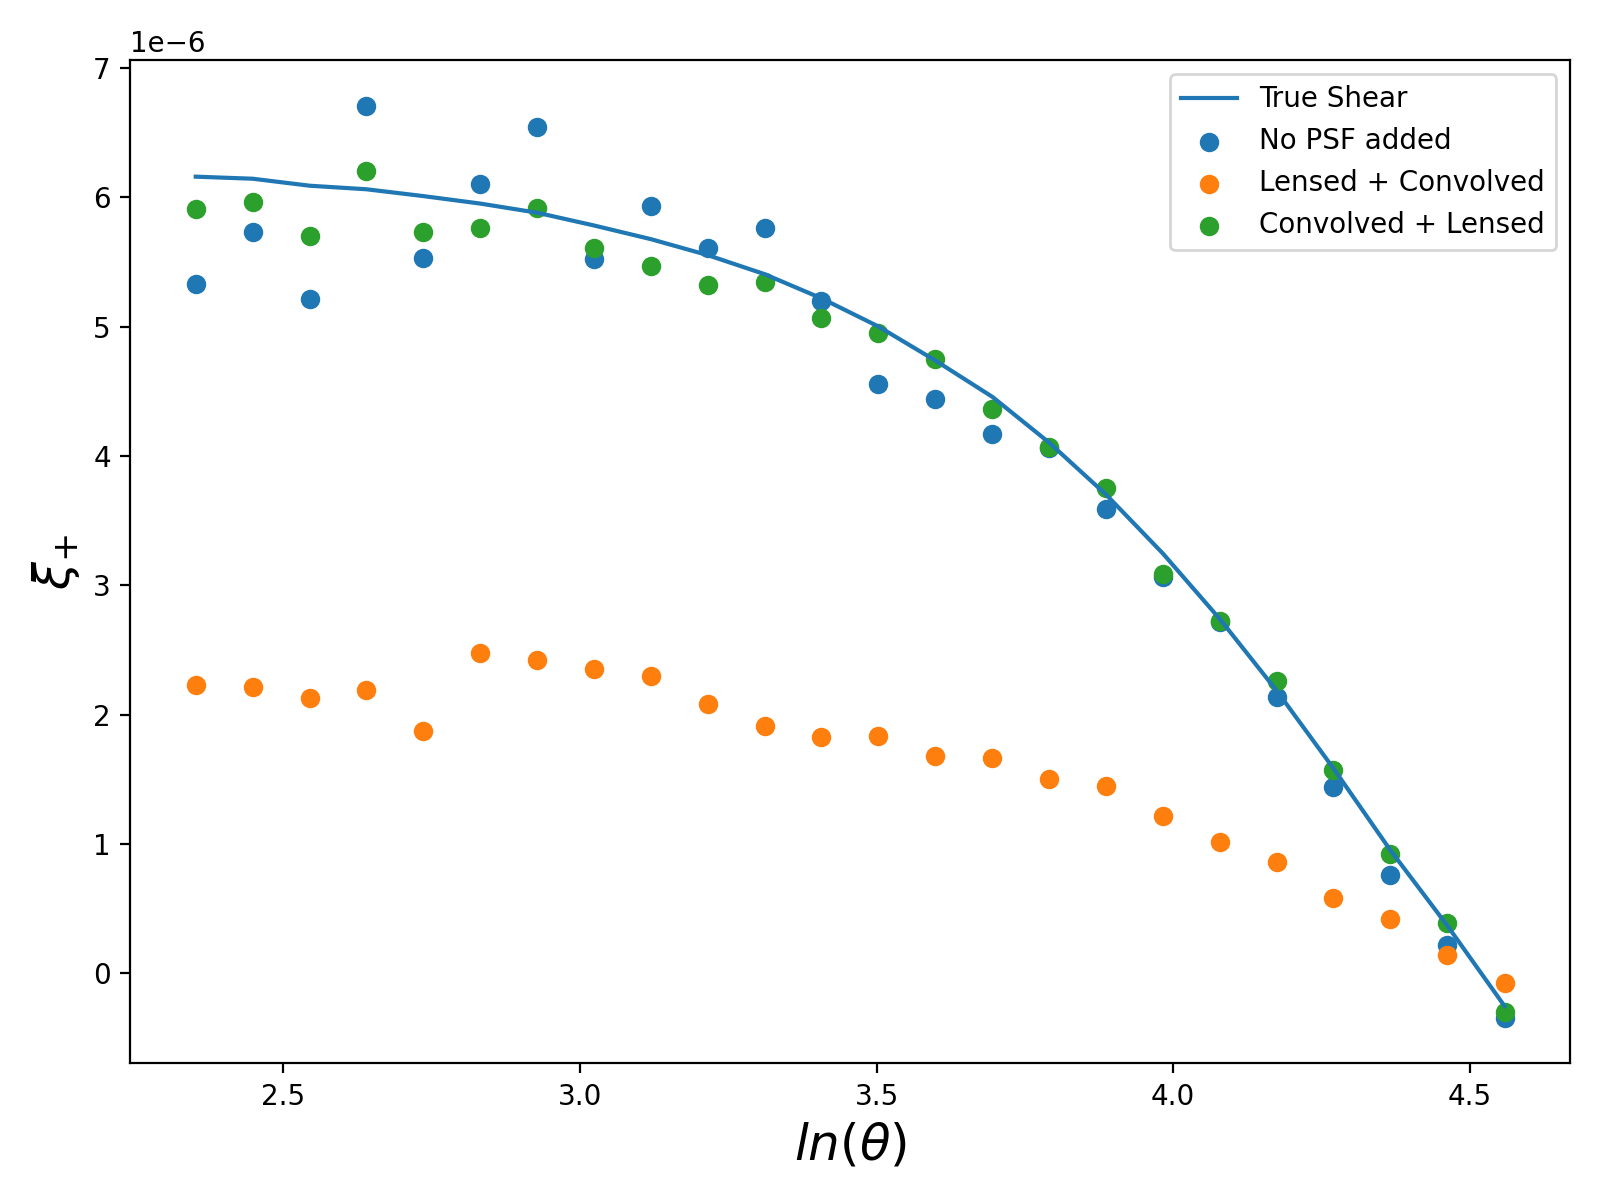 1e−6
7
6
5
4
3
2
1
0
ξ+
True Shear
No PSF added
Lensed + Convolved
Convolved + Lensed
2.5 3.0 3.5 4.0 4.5
ln(θ)